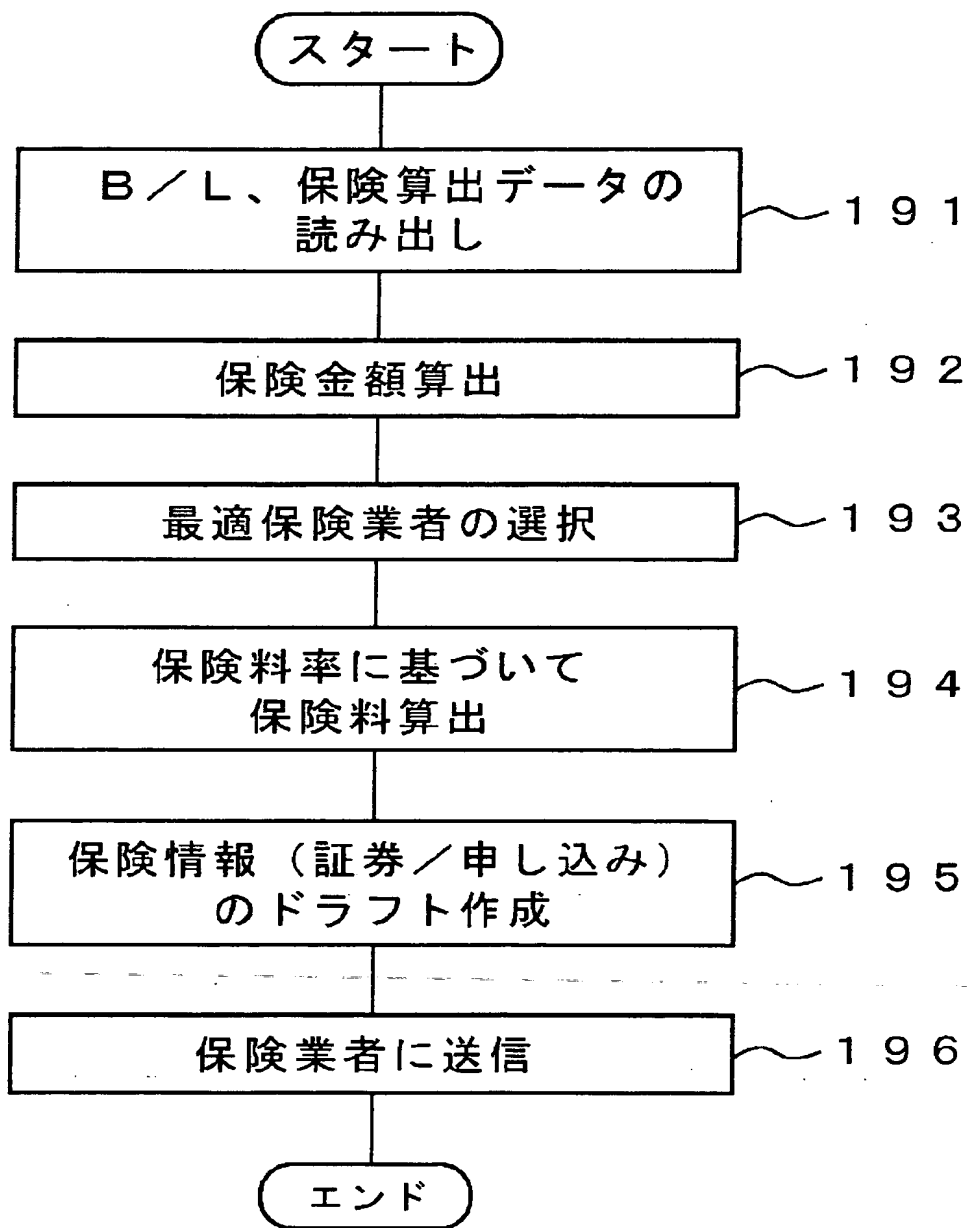 スタート
B／L、保険算出データの
読み出し
191
保険金額算出
192
最適保険業者の選択
193
保険料率に基づいて
保険料算出
194
保険情報（証券／申し込み）
のドラフト作成
195
保険業者に送信
196
エンド